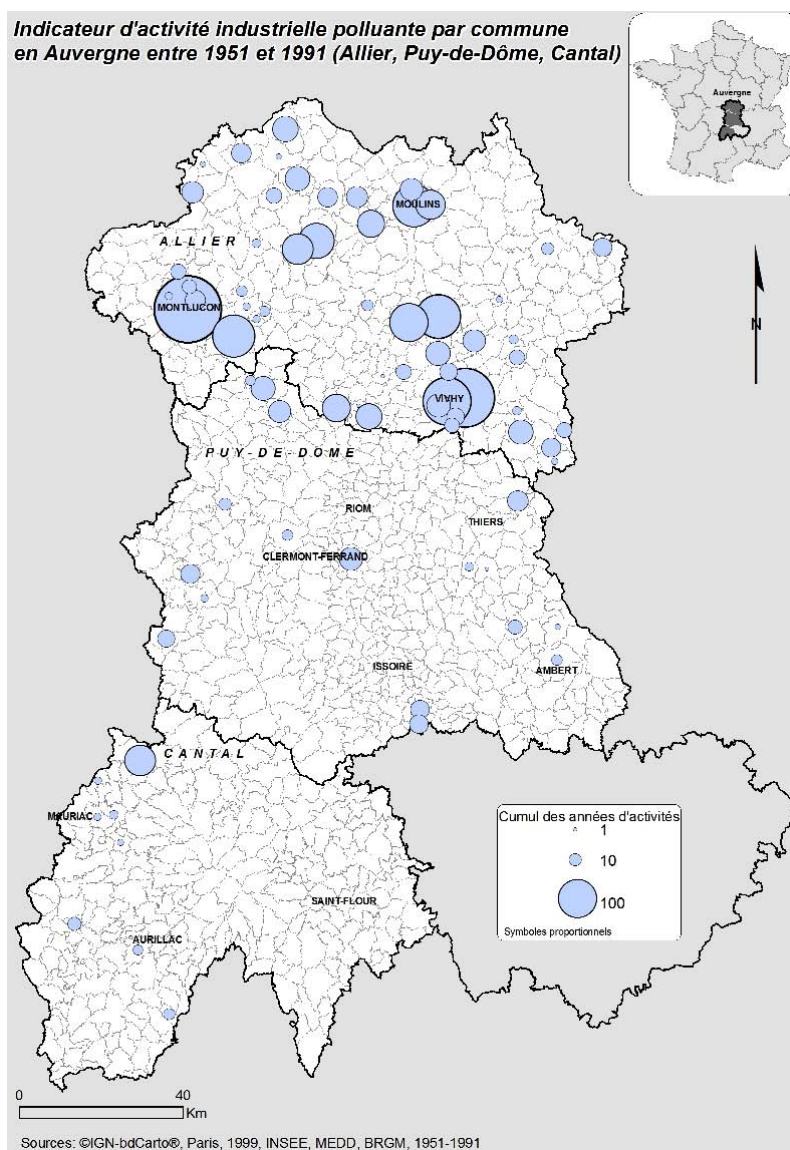 Indicateur d'activité industrielle polluante par commune
en Auvergne entre 1951 et 1991 (Allier, Puy-de-Dôme, Cantal)
Auvergne
MOULINS
ALLIER
N
MONTLUCON
VICHY
PUY-DE-DOME
RIOM
THIERS
CLERMONT-FERRAND
ISSOIRE
AMBERT
CANTAL
MAURIAC
Cumul des années d'activités
1
10
100
Symboles proportionnels
SAINT-FLOUR
AURILLAC
0 40
Km
Sources: ©IGN-bdCarto®, Paris, 1999, INSEE, MEDD, BRGM, 1951-1991